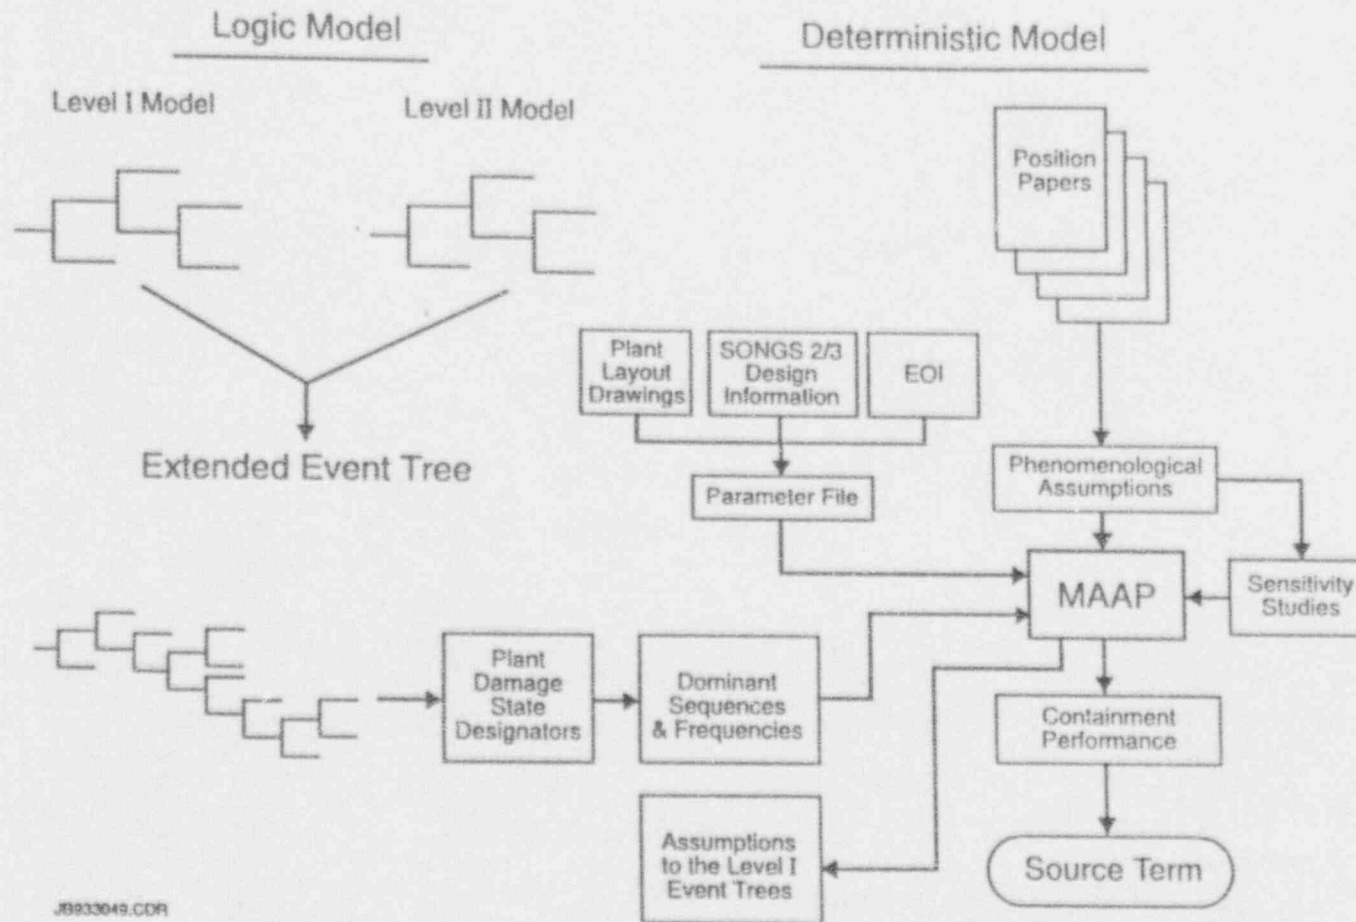 Logic Model
Deterministic Model
Level I Model
Level II Model
Position
Papers
Plant
Layout
Drawings
SONGS 2/3
Design
Information
EOI
Extended Event Tree
Parameter File
Phenomenological
Assumptions
MAAP
Sensitivity
Studies
Plant
Damage
State
Designators
Dominant
Sequences
& Frequencies
Containment
Performance
Assumptions
to the Level I
Event Trees
Source Term
JB933049.CDR